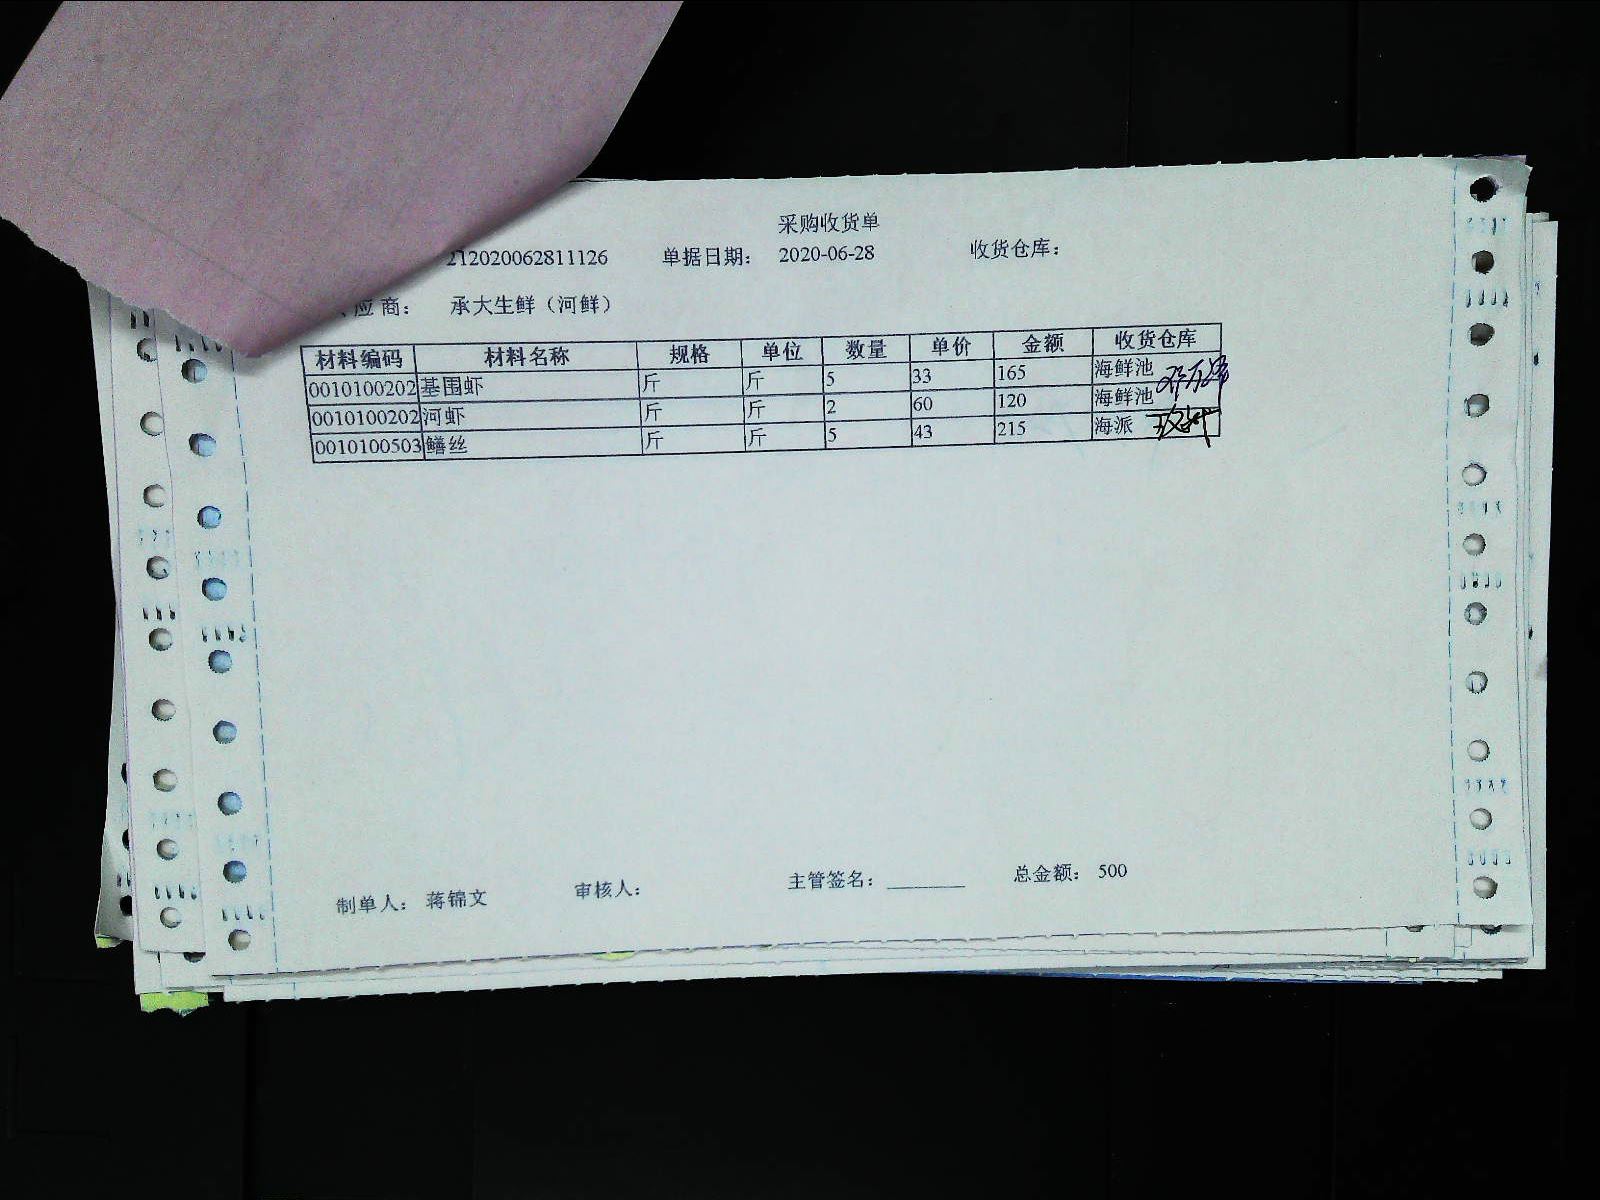 采购收货单
212020062811126 单据日期： 2020-06-28 收货仓库：
应商： 承大生鲜（河鲜）
材料编码 材料名称 规格 单位 数量 单价 金额 收货仓库
0010100202 基围虾 斤 斤 5 33 165 海鲜池
0010100202 河虾 斤 斤 2 60 120 海鲜池
0010100503 鳝丝 斤 斤 5 43 215 海派
制单人： 蒋锦文 审核人： 主管签名： 总金额： 500